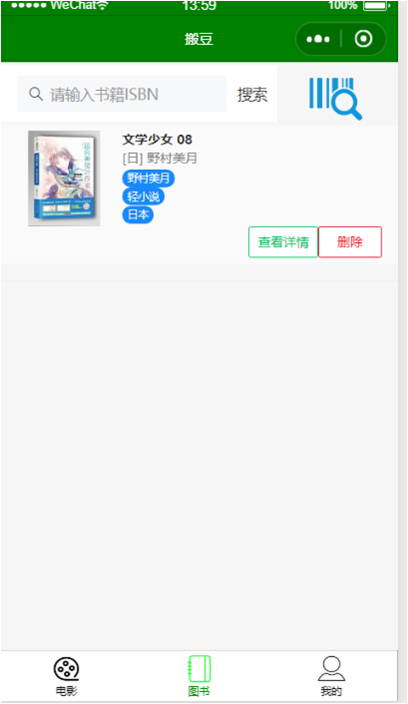 WeChat
13:59
100%
搬豆
请输入书籍ISBN
搜索
文学少女 08
[日] 野村美月
野村美月
轻小说
日本
查看详情
删除
电影
图书
我的